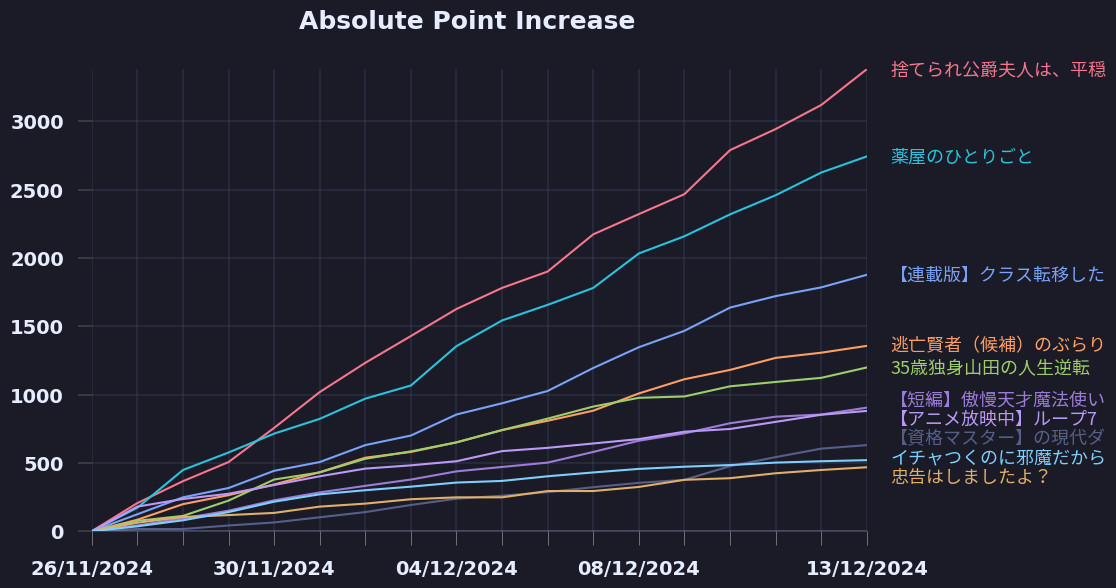 Absolute Point Increase
3000
2500
2000
1500
1000
500
0
26/11/2024
30/11/2024
04/12/2024
08/12/2024
13/12/2024
捨てられ公爵夫人は、平穏
薬屋のひとりごと
【連載版】クラス転移した
逃亡賢者（候補）のぶらり
35歳独身山田の人生逆転
【短編】傲慢天才魔法使い
【アニメ放映中】ループ7
【資格マスター】の現代ダ
イチャつくのに邪魔だから
忠告はしましたよ？